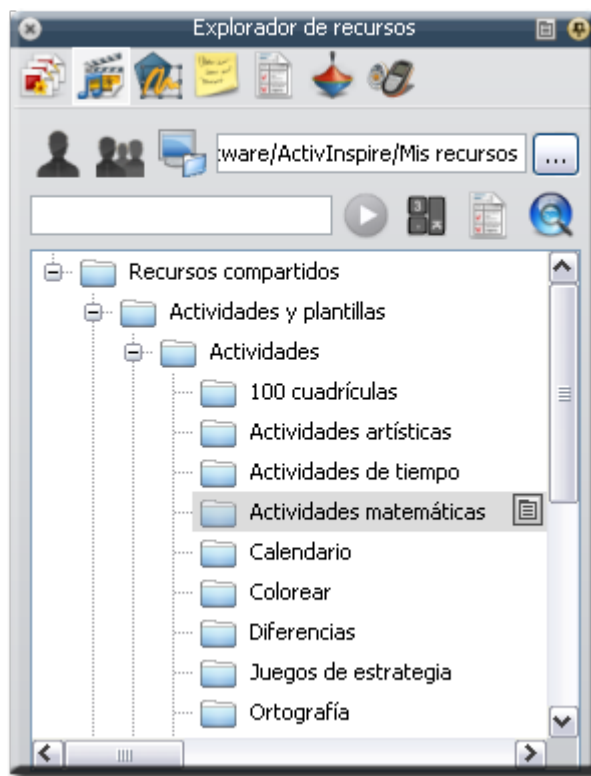 Explorador de recursos
:ware/ActivInspire/Mis recursos ...
Recursos compartidos
Actividades y plantillas
Actividades
100 cuadrículas
Actividades artísticas
Actividades de tiempo
Actividades matemáticas
Calendario
Colorear
Diferencias
Juegos de estrategia
Ortografía